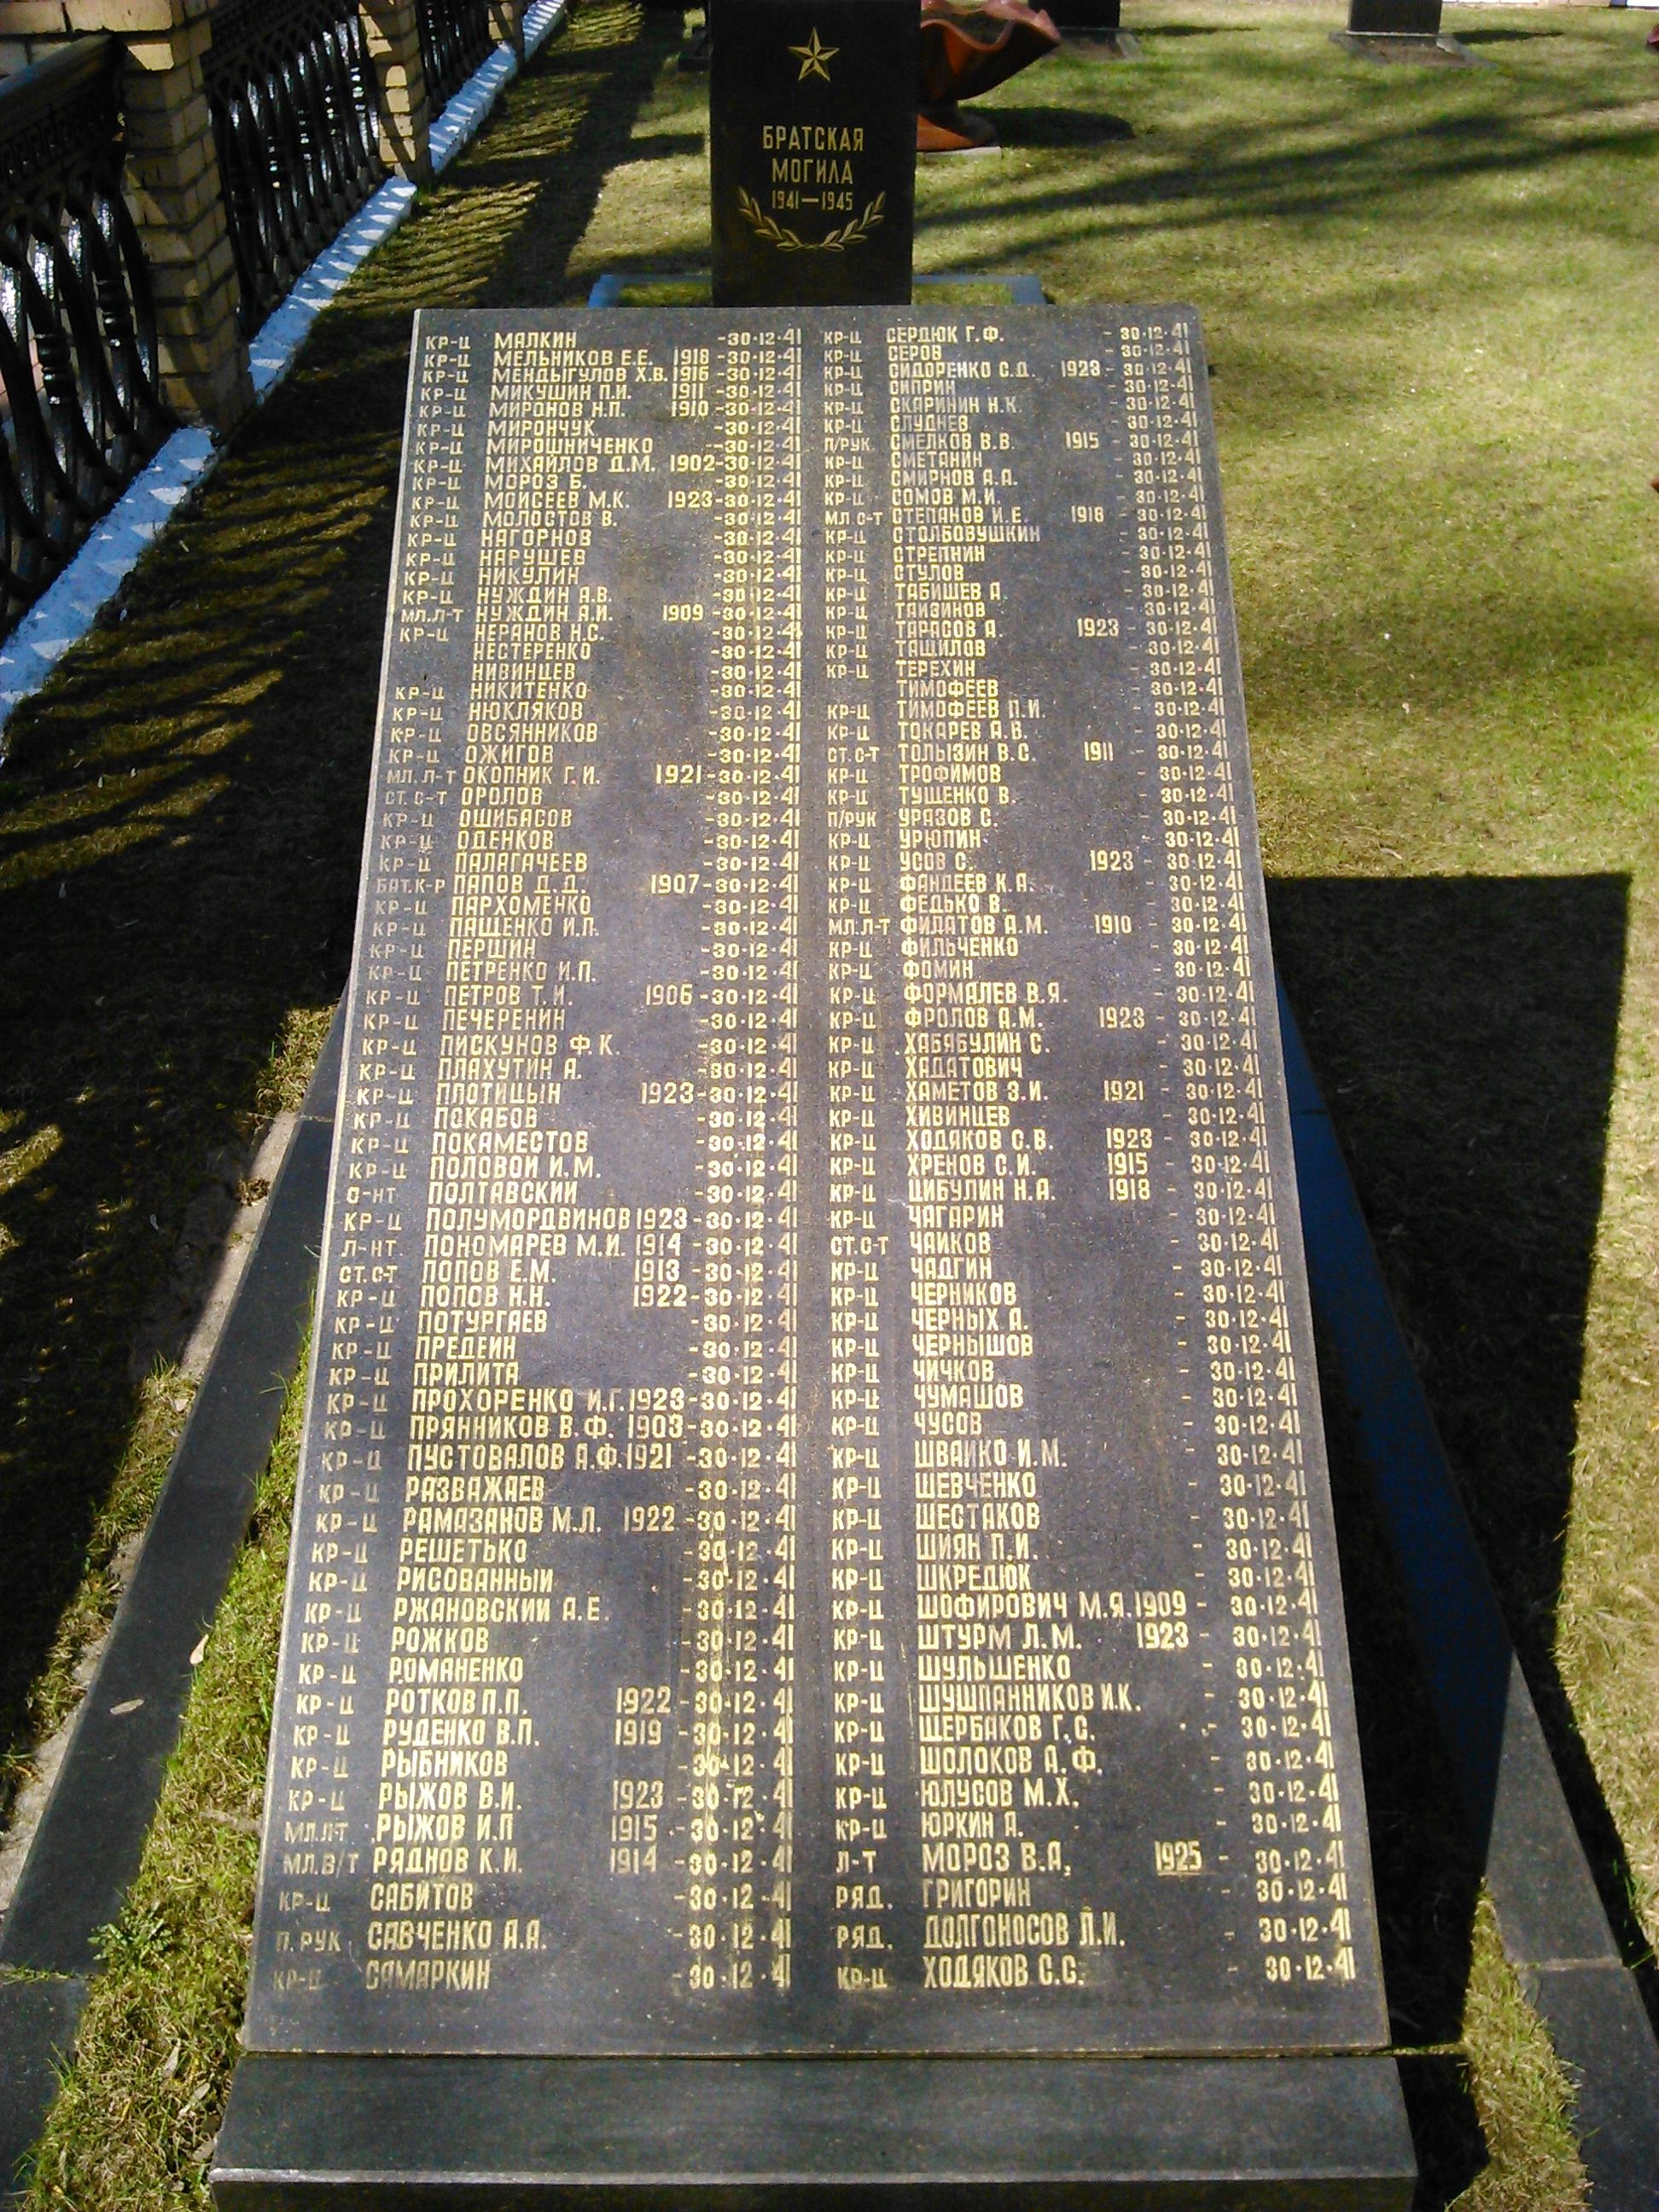 БРАТСКАЯ
МОГИЛА
1941—1945
КР-Ц МАЛКИН -30·12·41
КР-Ц МЕЛЬНИКОВ Е.Е. 1918 -30·12·41
КР-Ц МЕНДЫГУЛОВ Х.В. 1916 -30·12·41
КР-Ц МИКУШИН П.И. 1911 -30·12·41
КР-Ц МИРОНОВ Н.П. 1910 -30·12·41
КР-Ц МИРОНЧУК -30·12·41
КР-Ц МИРОШНИЧЕНКО -30·12·41
КР-Ц МИХАЙЛОВ Д.М. 1902-30·12·41
КР-Ц МОРОЗ Б. -30·12·41
КР-Ц МОИСЕЕВ М.К. 1923-30·12·41
КР-Ц МОЛОСТОВ В. -30·12·41
КР-Ц НАГОРНОВ -30·12·41
КР-Ц НАРУШЕВ -30·12·41
КР-Ц НИКУЛИН -30·12·41
КР-Ц НУЖДИН А.В. -30·12·41
МЛ.Л-Т НУЖДИН А.И. 1909 -30·12·41
КР-Ц НЕРАНОВ Н.С. -30·12·41
НЕСТЕРЕНКО -30·12·41
НИВИНЦЕВ -30·12·41
КР-Ц НИКИТЕНКО -30·12·41
КР-Ц НЮКЛЯКОВ -30·12·41
КР-Ц ОВСЯННИКОВ -30·12·41
КР-Ц ОЖИГОВ -30·12·41
МЛ.Л-Т ОКОПНИК Г.И. 1921-30·12·41
СТ.С-Т ОРОЛОВ -30·12·41
КР-Ц ОШИБАСОВ -30·12·41
КР-Ц ОДЕНКОВ -30·12·41
КР-Ц ПАЛАГАЧЕЕВ -30·12·41
БАТ.К-Р ПАПОВ Д.Д. 1907-30·12·41
КР-Ц ПАРХОМЕНКО -30·12·41
КР-Ц ПАЩЕНКО И.П. -30·12·41
КР-Ц ПЕРШИН -30·12·41
КР-Ц ПЕТРЕНКО И.П. -30·12·41
КР-Ц ПЕТРОВ Т.И. 1906 -30·12·41
КР-Ц ПЕЧЕРЕНИН -30·12·41
КР-Ц ПИСКУНОВ Ф.К. -30·12·41
КР-Ц ПЛАХУТИН А. -30·12·41
КР-Ц ПЛОТИЦЫН 1923-30·12·41
КР-Ц ПОКАБОВ -30·12·41
КР-Ц ПОКАМЕСТОВ -30·12·41
КР-Ц ПОЛОВОЙ И.М. -30·12·41
О-НТ ПОЛТАВСКИЙ -30·12·41
КР-Ц ПОЛУМОРДВИНОВ 1923-30·12·41
Л-НТ. ПОНОМАРЕВ М.И. 1914 -30·12·41
СТ.С-Т ПОПОВ Е.М. 1913 -30·12·41
КР-Ц ПОПОВ Н.Н. 1922-30·12·41
КР-Ц ПОТУРГАЕВ -30·12·41
КР-Ц ПРЕДЕИН -30·12·41
КР-Ц ПРИЛИТА -30·12·41
КР-Ц ПРОХОРЕНКО И.Г. 1923-30·12·41
КР-Ц ПРЯННИКОВ В.Ф. 1903-30·12·41
КР-Ц ПУСТОВАЛОВ А.Ф. 1921 -30·12·41
КР-Ц РАЗВАЖАЕВ -30·12·41
КР-Ц РАМАЗАНОВ М.Л. 1922 -30·12·41
КР-Ц РЕШЕТЬКО -30·12·41
КР-Ц РИСОВАННЫЙ -30·12·41
КР-Ц РЖАНОВСКИЙ А.Е. -30·12·41
КР-Ц РОЖКОВ -30·12·41
КР-Ц РОМАНЕНКО -30·12·41
КР-Ц РОТКОВ П.П. 1922 -30·12·41
КР-Ц РУДЕНКО В.П. 1919 -30·12·41
КР-Ц РЫБНИКОВ -30·12·41
КР-Ц РЫЖОВ В.И. 1923 -30·12·41
МЛ.Л-Т РЫЖОВ И.П 1915 -30·12·41
МЛ.В/Т РЯДНОВ К.И. 1914 -30·12·41
КР-Ц САБИТОВ -30·12·41
П.РУК САВЧЕНКО А.А. -30·12·41
КР-Ц САМАРКИН -30·12·41
КР-Ц СЕРДЮК Г.Ф. - 30·12·41
КР-Ц СЕРОВ - 30·12·41
КР-Ц СИДОРЕНКО С.Д. 1923 - 30·12·41
КР-Ц СИПРИН - 30·12·41
КР-Ц СКАРИНИН Н.К. - 30·12·41
КР-Ц СЛУДНЕВ - 30·12·41
П/РУК. СМЕЛКОВ В.В. 1915 - 30·12·41
КР-Ц СМЕТАНИН - 30·12·41
КР-Ц СМИРНОВ А.А. - 30·12·41
КР-Ц СОМОВ М.И. - 30·12·41
МЛ С-Т СТЕПАНОВ И.Е. 1918 - 30·12·41
КР-Ц СТОЛБОВУШКИН - 30·12·41
КР-Ц СТРЕПНИН - 30·12·41
КР-Ц СТУЛОВ - 30·12·41
КР-Ц ТАБИШЕВ А. - 30·12·41
КР-Ц ТАИЗИНОВ - 30·12·41
КР-Ц ТАРАСОВ А. 1923 - 30·12·41
КР-Ц ТАЩИЛОВ - 30·12·41
КР-Ц ТЕРЕХИН - 30·12·41
ТИМОФЕЕВ - 30·12·41
КР-Ц ТИМОФЕЕВ П.И. - 30·12·41
КР-Ц ТОКАРЕВ А.В. - 30·12·41
СТ.С-Т ТОЛЫЗИН В.С. 1911 - 30·12·41
КР-Ц ТРОФИМОВ - 30·12·41
КР-Ц ТУЩЕНКО В. - 30·12·41
П/РУК УРАЗОВ С. - 30·12·41
КР-Ц УРЮПИН - 30·12·41
КР-Ц УСОВ С. 1923 - 30·12·41
КР-Ц ФАНДЕЕВ К.А. - 30·12·41
КР-Ц ФЕДЬКО В. - 30·12·41
МЛ.Л-Т ФИЛАТОВ А.М. 1910 - 30·12·41
КР-Ц ФИЛЬЧЕНКО - 30·12·41
КР-Ц ФОМИН - 30·12·41
КР-Ц ФОРМАЛЕВ В.Я. - 30·12·41
КР-Ц ФРОЛОВ А.М. 1923 - 30·12·41
КР-Ц ХАБЯБУЛИН С. - 30·12·41
КР-Ц ХАДАТОВИЧ - 30·12·41
КР-Ц ХАМЕТОВ З.И. 1921 - 30·12·41
КР-Ц ХИВИНЦЕВ - 30·12·41
КР-Ц ХОДЯКОВ С.В. 1923 - 30·12·41
КР-Ц ХРЕНОВ С.И. 1915 - 30·12·41
КР-Ц ЦИБУЛИН Н.А. 1918 - 30·12·41
КР-Ц ЧАГАРИН - 30·12·41
СТ.С-Т ЧАЙКОВ - 30·12·41
КР-Ц ЧАДГИН - 30·12·41
КР-Ц ЧЕРНИКОВ - 30·12·41
КР-Ц ЧЕРНЫХ А. - 30·12·41
КР-Ц ЧЕРНЫШОВ - 30·12·41
КР-Ц ЧИЧКОВ - 30·12·41
КР-Ц ЧУМАШОВ - 30·12·41
КР-Ц ЧУСОВ - 30·12·41
КР-Ц ШВАЙКО И.М. - 30·12·41
КР-Ц ШЕВЧЕНКО - 30·12·41
КР-Ц ШЕСТАКОВ - 30·12·41
КР-Ц ШИЯН П.И. - 30·12·41
КР-Ц ШКРЕДЮК - 30·12·41
КР-Ц ШОФИРОВИЧ М.Я. 1909 - 30·12·41
КР-Ц ШТУРМ Л.М. 1923 - 30·12·41
КР-Ц ШУЛЬШЕНКО - 30·12·41
КР-Ц ШУШПАННИКОВ И.К. - 30·12·41
КР-Ц ЩЕРБАКОВ Г.С. - 30·12·41
КР-Ц ШОЛОКОВ А.Ф. - 30·12·41
КР-Ц ЮЛУСОВ М.Х. - 30·12·41
КР-Ц ЮРКИН А. - 30·12·41
Л-Т МОРОЗ В.А, 1925 - 30·12·41
РЯД. ГРИГОРИН - 30·12·41
РЯД. ДОЛГОНОСОВ Л.И. - 30·12·41
КР-Ц ХОДЯКОВ С.С. - 30·12·41